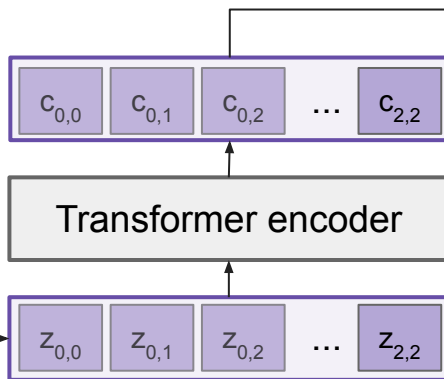 c0,0 c0,1 c0,2 ... c2,2
Transformer encoder
z0,0 z0,1 z0,2 ... z2,2